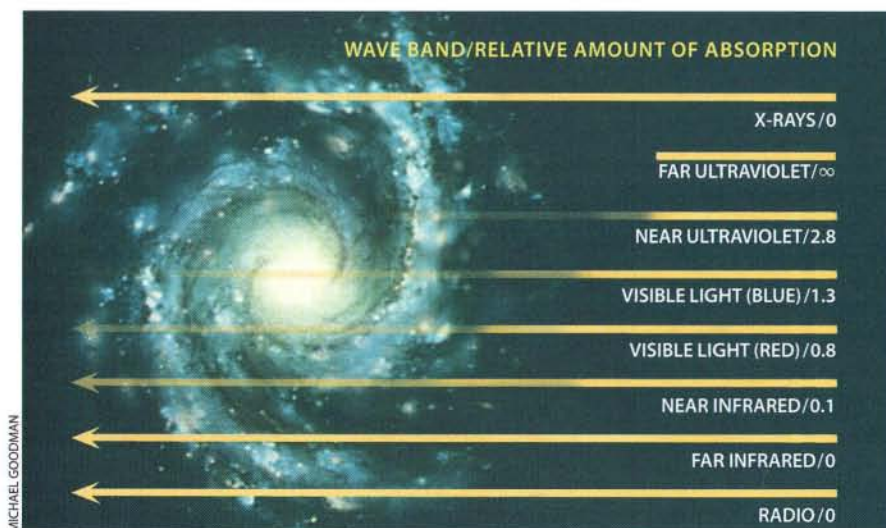 WAVE BAND/RELATIVE AMOUNT OF ABSORPTION
X-RAYS/0
FAR ULTRAVIOLET/∞
NEAR ULTRAVIOLET/2.8
VISIBLE LIGHT (BLUE)/1.3
VISIBLE LIGHT (RED)/0.8
NEAR INFRARED/0.1
FAR INFRARED/0
RADIO/0
MICHAEL GOODMAN